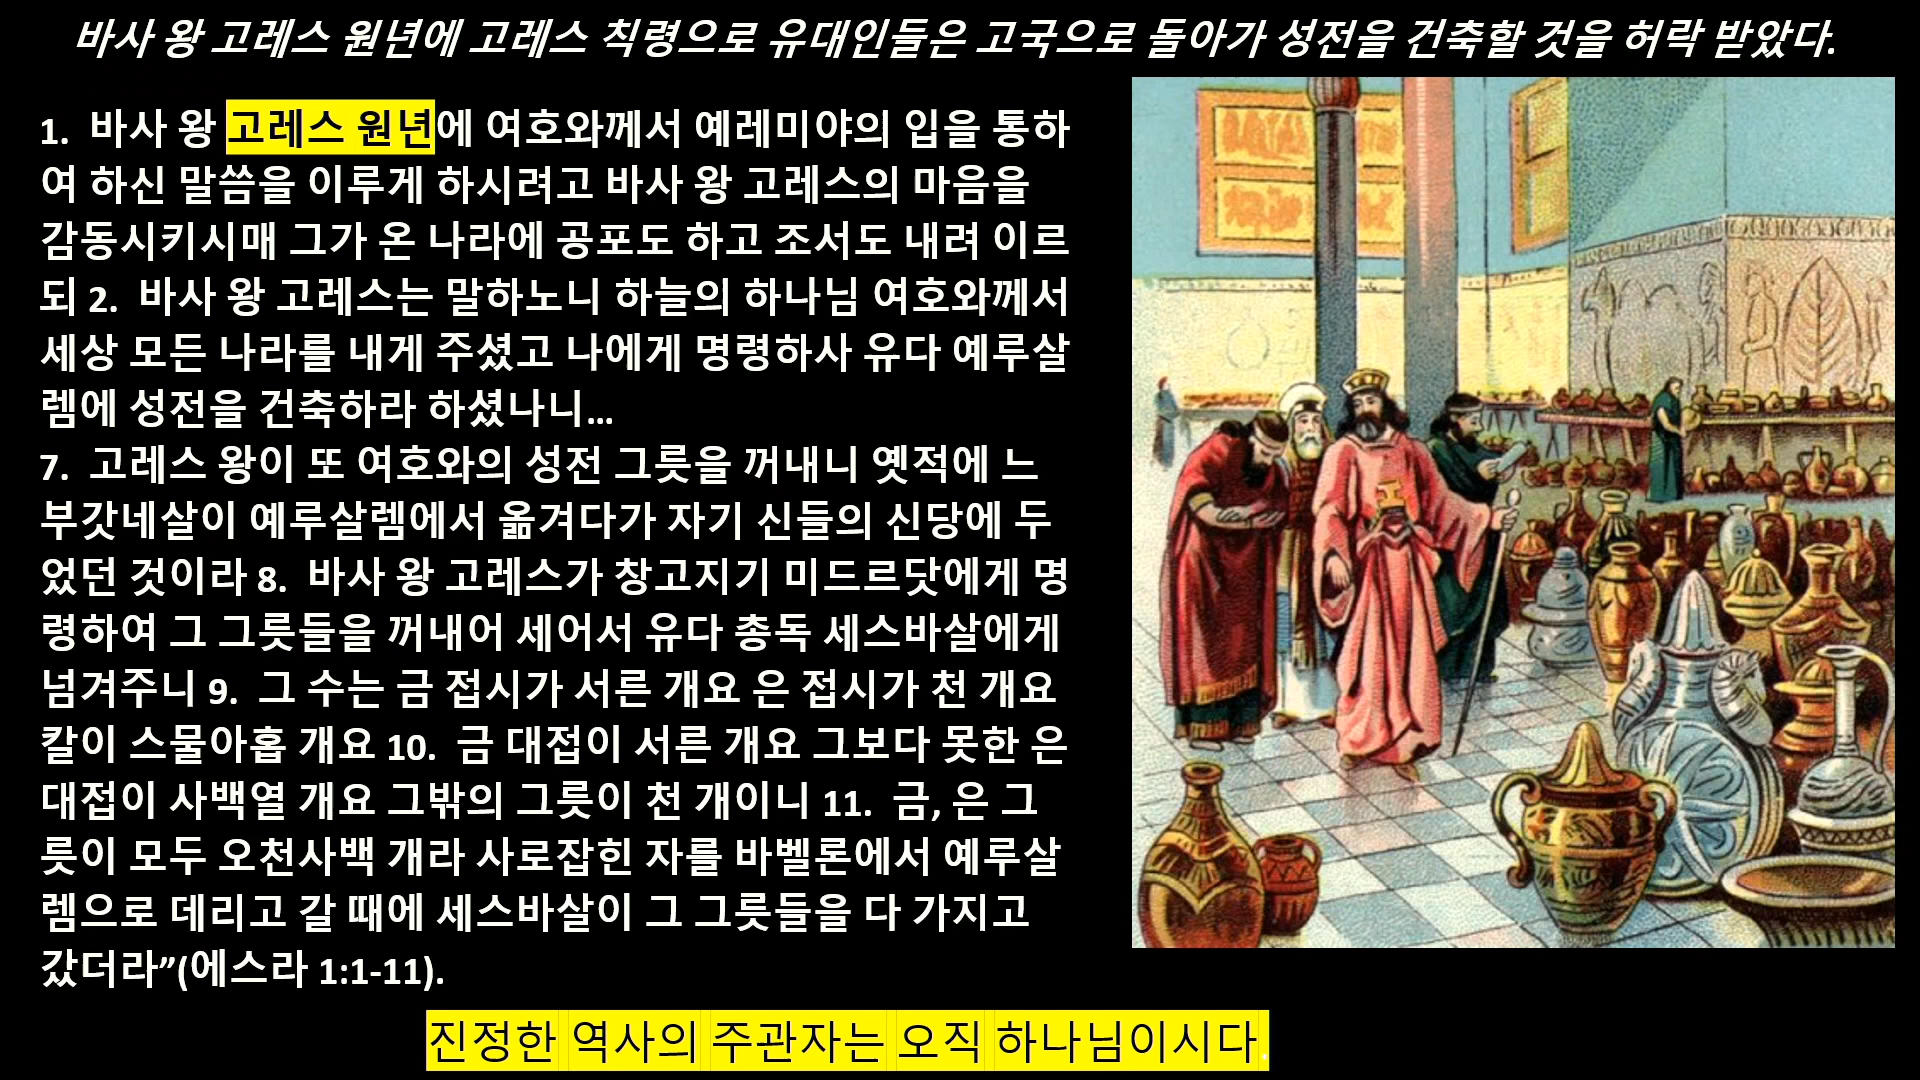 바사 왕 고레스 원년에 고레스 칙령으로 유대인들은 고국으로 돌아가 성전을 건축할 것을 허락 받았다.
1. 바사 왕 고레스 원년에 여호와께서 예레미야의 입을 통하
여 하신 말씀을 이루게 하시려고 바사 왕 고레스의 마음을
감동시키시매 그가 온 나라에 공포도 하고 조서도 내려 이르
되 2. 바사 왕 고레스는 말하노니 하늘의 하나님 여호와께서
세상 모든 나라를 내게 주셨고 나에게 명령하사 유다 예루살
렘에 성전을 건축하라 하셨나니...
7. 고레스 왕이 또 여호와의 성전 그릇을 꺼내니 옛적에 느
부갓네살이 예루살렘에서 옮겨다가 자기 신들의 신당에 두
었던 것이라 8. 바사 왕 고레스가 창고지기 미드르닷에게 명
령하여 그 그릇들을 꺼내어 세어서 유다 총독 세스바살에게
넘겨주니 9. 그 수는 금 접시가 서른 개요 은 접시가 천 개요
칼이 스물아홉 개요 10. 금 대접이 서른 개요 그보다 못한 은
대접이 사백열 개요 그밖의 그릇이 천 개이니 11. 금, 은 그
릇이 모두 오천사백 개라 사로잡힌 자를 바벨론에서 예루살
렘으로 데리고 갈 때에 세스바살이 그 그릇들을 다 가지고
갔더라”(에스라 1:1-11).
진정한 역사의 주관자는 오직 하나님이시다.